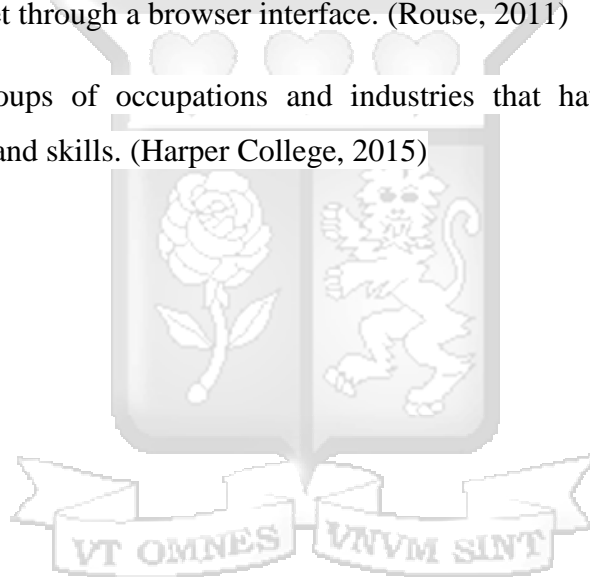 et through a browser interface. (Rouse, 2011)
oups of occupations and industries that ha
and skills. (Harper College, 2015)
VT OMNES VNVM SINT